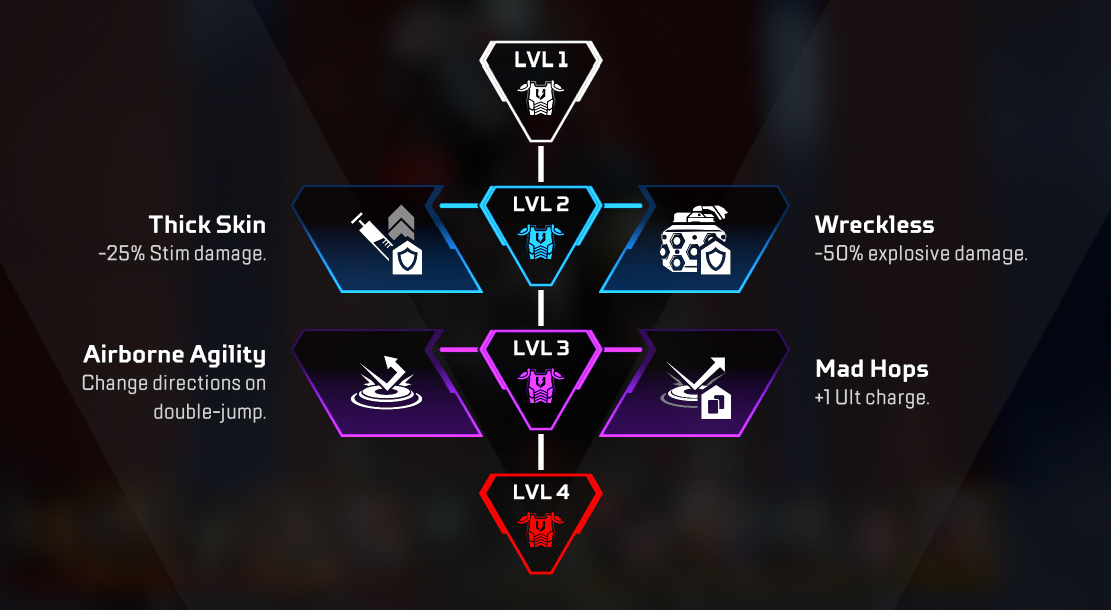 LVL 1
LVL 2
Thick Skin
-25% Stim damage.
Wreckless
-50% explosive damage.
LVL 3
Airborne Agility
Change directions on
double-jump.
Mad Hops
+1 Ult charge.
LVL 4